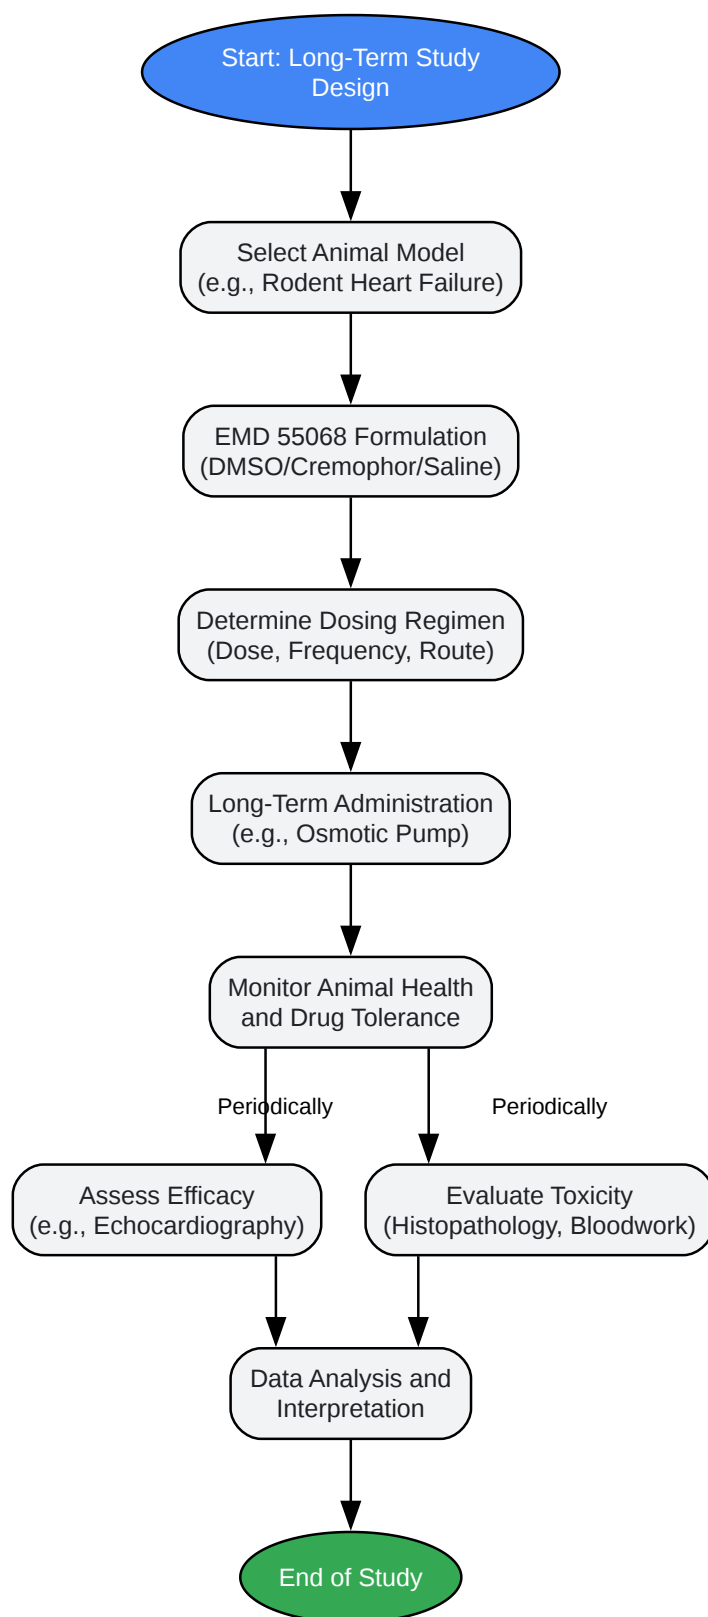 Start: Long-Term Study
Design
Select Animal Model
(e.g., Rodent Heart Failure)
EMD 55068 Formulation
(DMSO/Cremophor/Saline)
Determine Dosing Regimen
(Dose, Frequency, Route)
Long-Term Administration
(e.g., Osmotic Pump)
Monitor Animal Health
and Drug Tolerance
Periodically
Periodically
Assess Efficacy
(e.g., Echocardiography)
Evaluate Toxicity
(Histopathology, Bloodwork)
Data Analysis and
Interpretation
End of Study